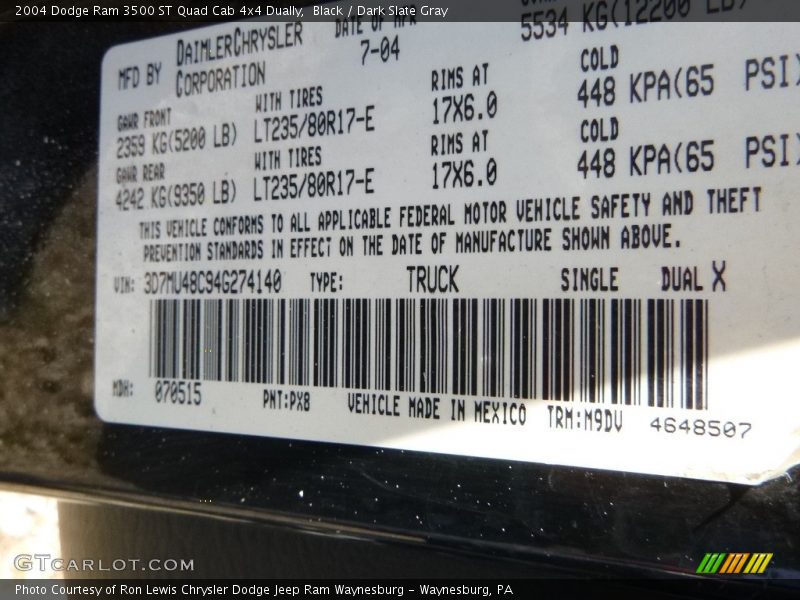 2004 Dodge Ram 3500 ST Quad Cab 4x4 Dually, Black / Dark Slate Gray
MFD BY DAIMLERCHRYSLER CORPORATION
DATE OF MFR
7-04
5534 KG(12200 LB)
GAWR FRONT WITH TIRES RIMS AT COLD
2359 KG(5200 LB) LT235/80R17-E 17X6.0 448 KPA(65 PSI)
GAWR REAR WITH TIRES RIMS AT COLD
4242 KG(9350 LB) LT235/80R17-E 17X6.0 448 KPA(65 PSI)
THIS VEHICLE CONFORMS TO ALL APPLICABLE FEDERAL MOTOR VEHICLE SAFETY AND THEFT
PREVENTION STANDARDS IN EFFECT ON THE DATE OF MANUFACTURE SHOWN ABOVE.
VIN: 3D7MU48C94G274140 TYPE: TRUCK SINGLE DUAL X
MDH: 070515 PNT:PX8 VEHICLE MADE IN MEXICO TRM:M9DV 4648507
GTCARLOT.COM
Photo Courtesy of Ron Lewis Chrysler Dodge Jeep Ram Waynesburg - Waynesburg, PA